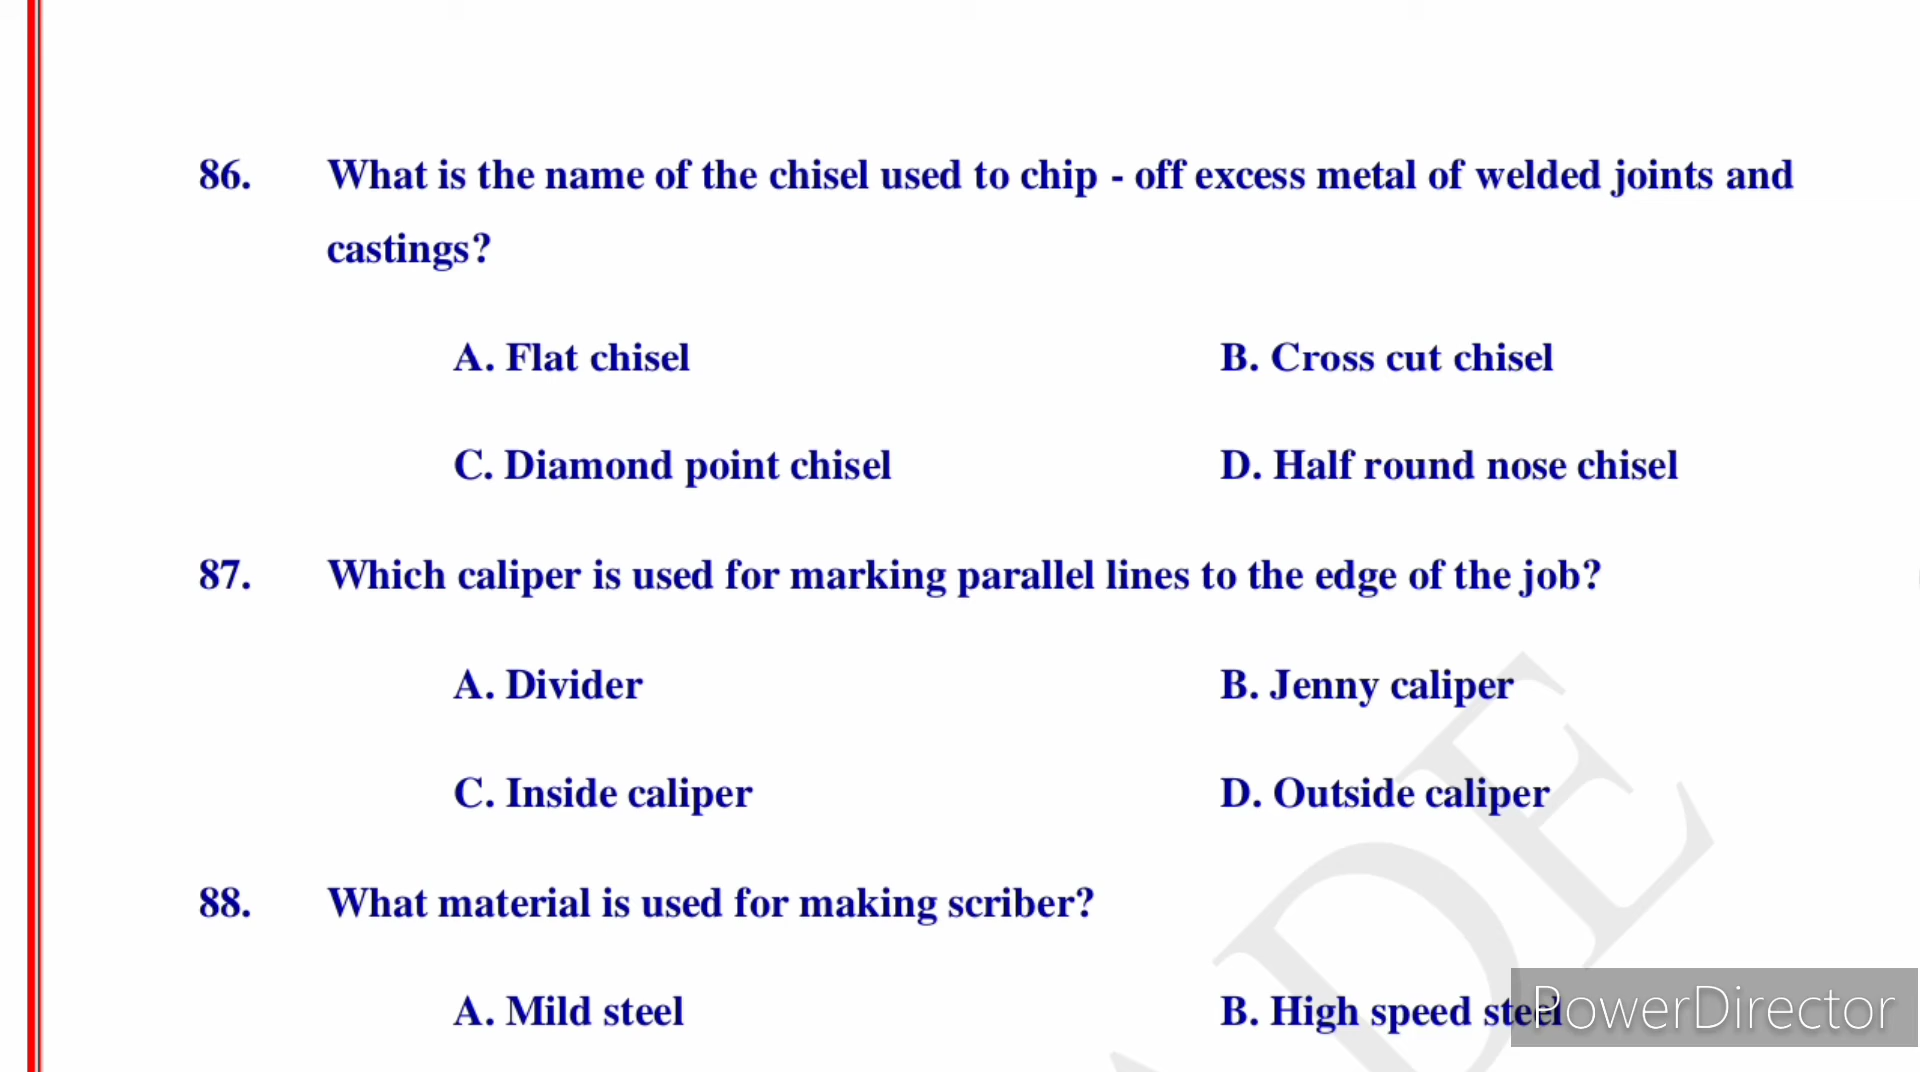 86. What is the name of the chisel used to chip - off excess metal of welded joints and
castings?
A. Flat chisel B. Cross cut chisel
C. Diamond point chisel D. Half round nose chisel
87. Which caliper is used for marking parallel lines to the edge of the job?
A. Divider B. Jenny caliper
C. Inside caliper D. Outside caliper
88. What material is used for making scriber?
A. Mild steel B. High speed steel
PowerDirector
ADE